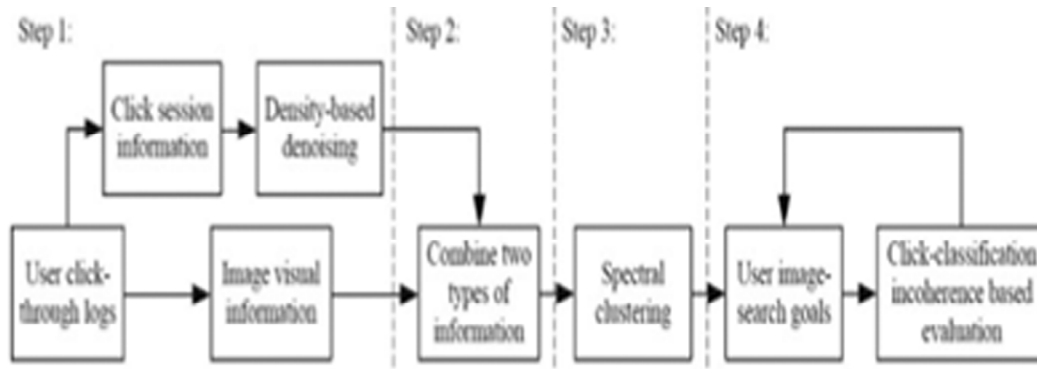 Step 1:
Step 2:
Step 3:
Step 4:
Click session
information
Density-based
denoising
User click-
through logs
Image visual
information
Combine two
types of
information
Spectral
clustering
User image-
search goals
Click-classification
incoherence based
evaluation